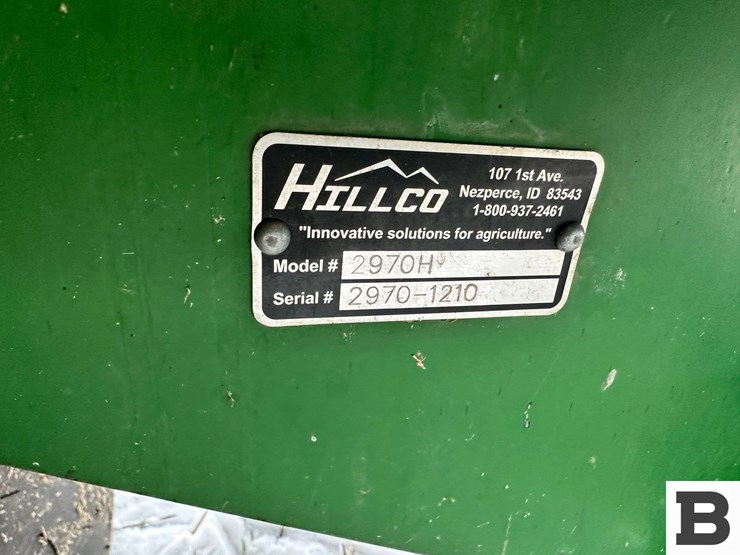 HILLCO
107 1st Ave.
Nezperce, ID 83543
1-800-937-2461
"Innovative solutions for agriculture."
Model # 2970H
Serial # 2970-1210
B